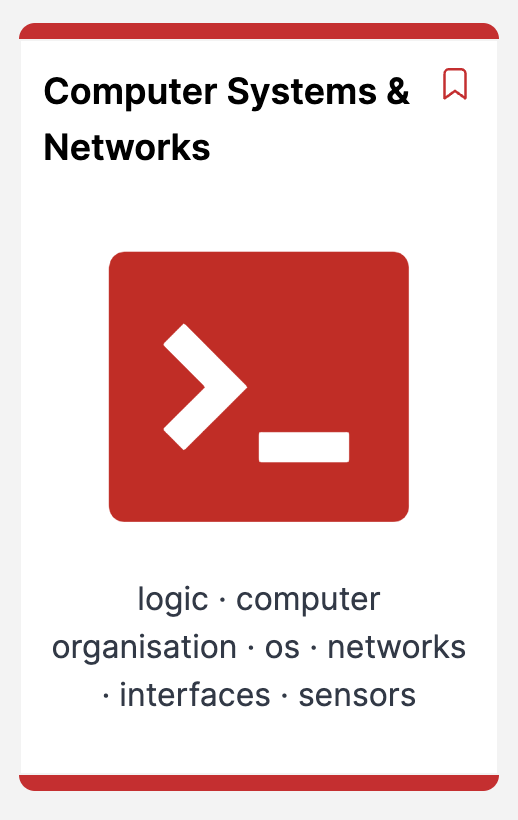 Computer Systems &
Networks
logic · computer
organisation · os · networks
· interfaces · sensors